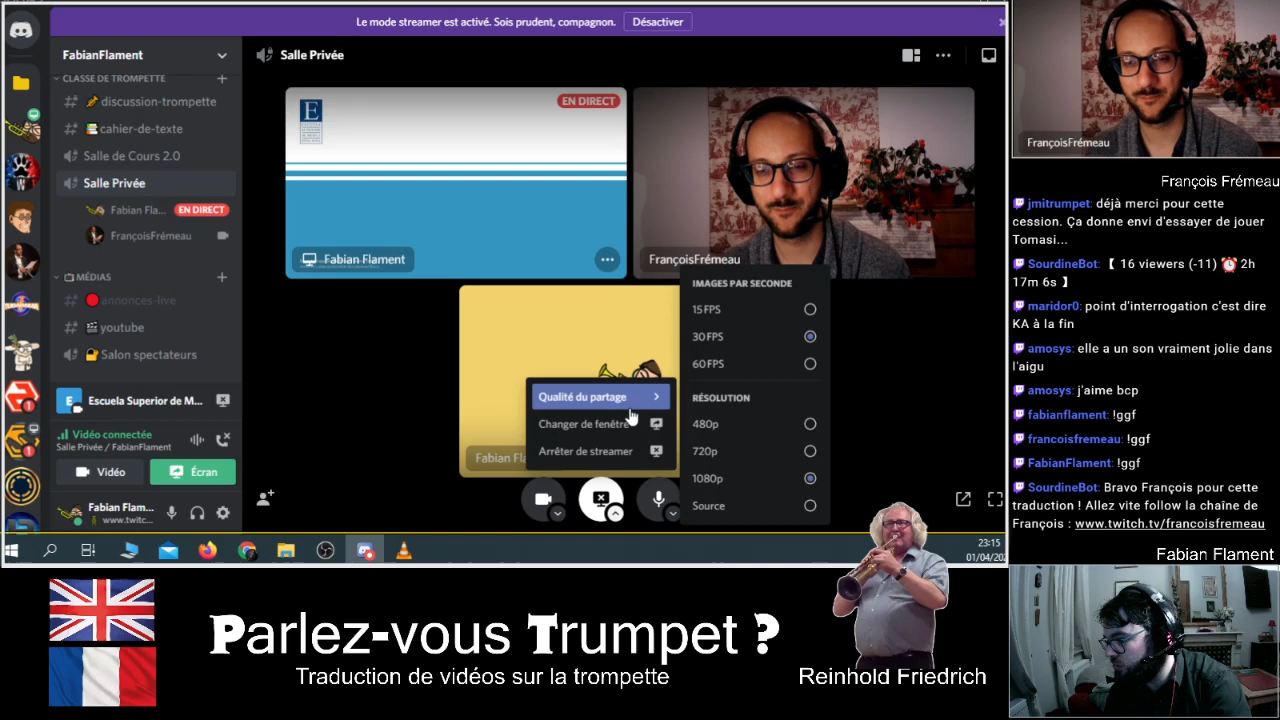 Le mode streamer est activé. Sois prudent, compagnon.
Désactiver
FabianFlament
Salle Privée
CLASSE DE TROMPETTE
discussion-trompette
cahier-de-texte
Salle de Cours 2.0
Salle Privée
Fabian Fla... EN DIRECT
FrançoisFrémeau
MÉDIAS
annonces-live
youtube
Salon spectateurs
Escuela Superior de M...
Vidéo connectée
Salle Privée / FabianFlament
Vidéo
Écran
Fabian Flam...
www.twitc...
E
EN DIRECT
Fabian Flament
FrançoisFrémeau
Fabian Fla
Qualité du partage
Changer de fenêtre
Arrêter de streamer
IMAGES PAR SECONDE
15 FPS
30 FPS
60 FPS
RÉSOLUTION
480p
720p
1080p
Source
23:15
01/04/202
FrançoisFrémeau
François Frémeau
jmitrumpet: déjà merci pour cette
cession. Ça donne envi d'essayer de jouer
Tomasi...
SourdineBot: 【 16 viewers (-11) ⏰ 2h
17m 6s 】
maridor0: point d'interrogation c'est dire
KA à la fin
amosys: elle a un son vraiment jolie dans
l'aigu
amosys: j'aime bcp
fabianflament: !ggf
francoisfremeau: !ggf
FabianFlament: !ggf
SourdineBot: Bravo François pour cette
traduction ! Allez vite follow la chaîne de
François : www.twitch.tv/francoisfremeau
Fabian Flament
Parlez-vous Trumpet ?
Traduction de vidéos sur la trompette
Reinhold Friedrich